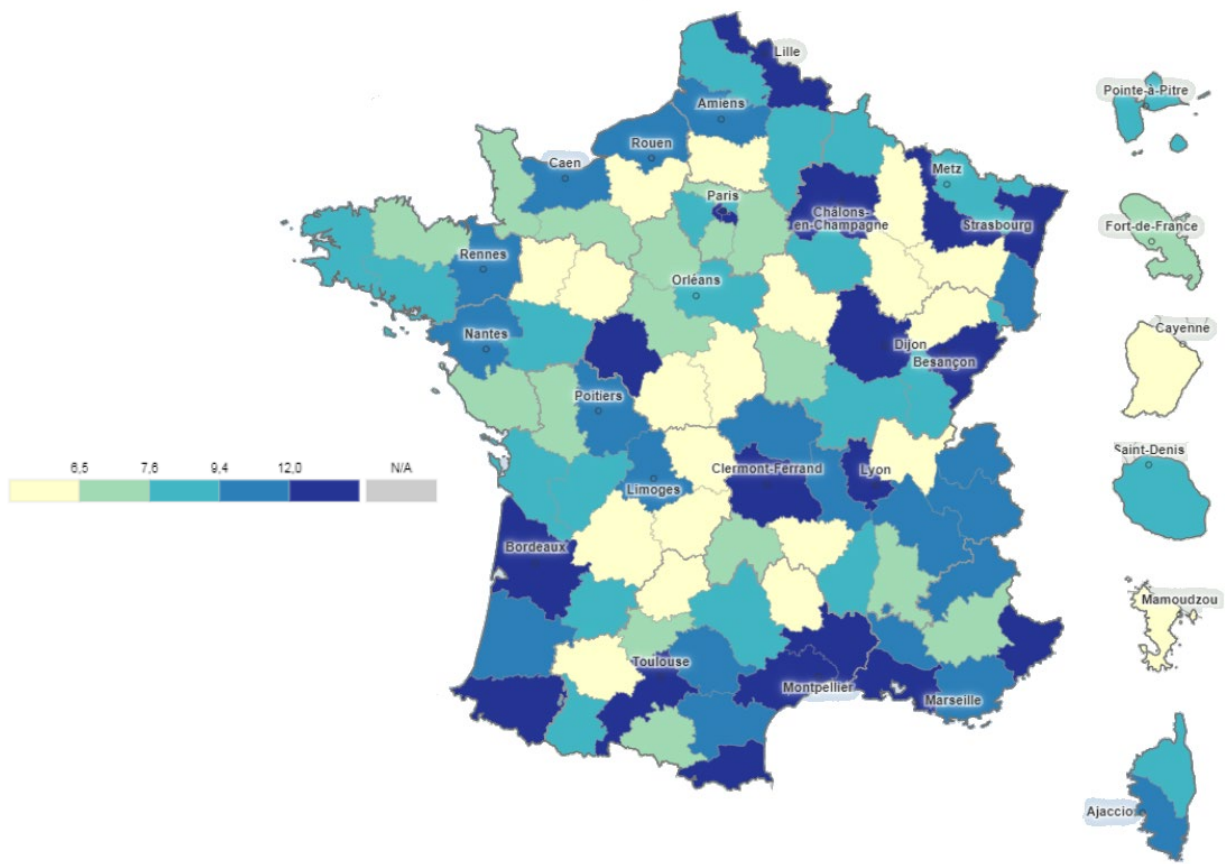 Lille
Pointe-à-Pitre
Amiens
Rouen
Caen
Metz
Paris
Châlons-
en-Champagne
Strasbourg
Fort-de-France
Rennes
Orléans
Nantes
Dijon
Besançon
Cayenne
Poitiers
Saint-Denis
6,5 7,6 9,4 12,0 N/A
Clermont-Ferrand
Lyon
Limoges
Bordeaux
Mamoudzou
Toulouse
Montpellier
Marseille
Ajaccio